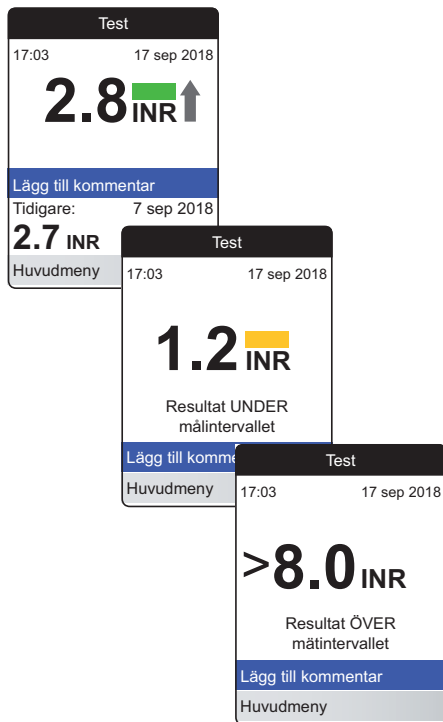 Test
17:03 17 sep 2018
2.8 INR
Lägg till kommentar
Tidigare: 7 sep 2018
2.7 INR
Huvudmeny
Test
17:03 17 sep 2018
1.2 INR
Resultat UNDER
målintervallet
Lägg till komme
Huvudmeny
Test
17:03 17 sep 2018
>8.0 INR
Resultat ÖVER
mätintervallet
Lägg till kommentar
Huvudmeny